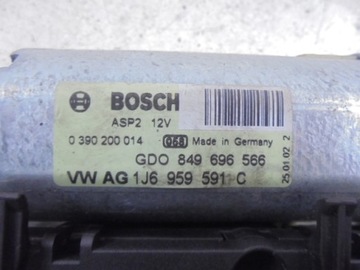 BOSCH
ASP2 12V
0 390 200 014 068 Made in Germany
GDO 849 696 566
VW AG 1J6 959 591 C
25 01 02 2